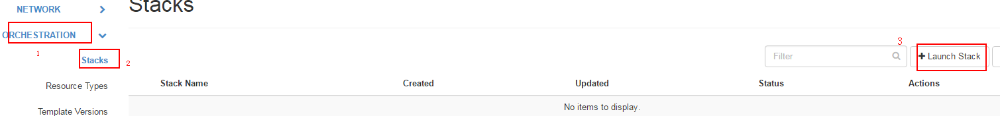 Stacks
NETWORK
ORCHESTRATION
1
Stacks
2
Resource Types
Template Versions
3
Filter
Launch Stack
Stack Name Created Updated Status Actions
No items to display.